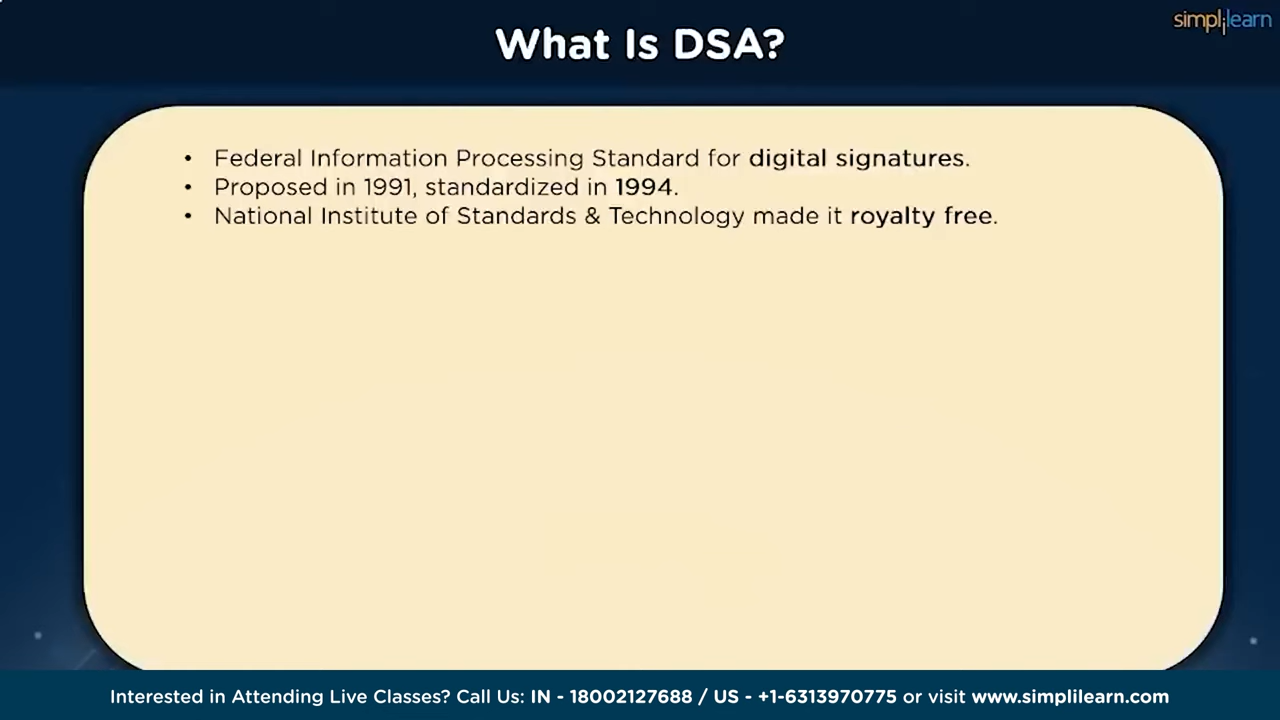 simplilearn
What Is DSA?
• Federal Information Processing Standard for digital signatures.
• Proposed in 1991, standardized in 1994.
• National Institute of Standards & Technology made it royalty free.
Interested in Attending Live Classes? Call Us: IN - 18002127688 / US - +1-6313970775 or visit www.simplilearn.com